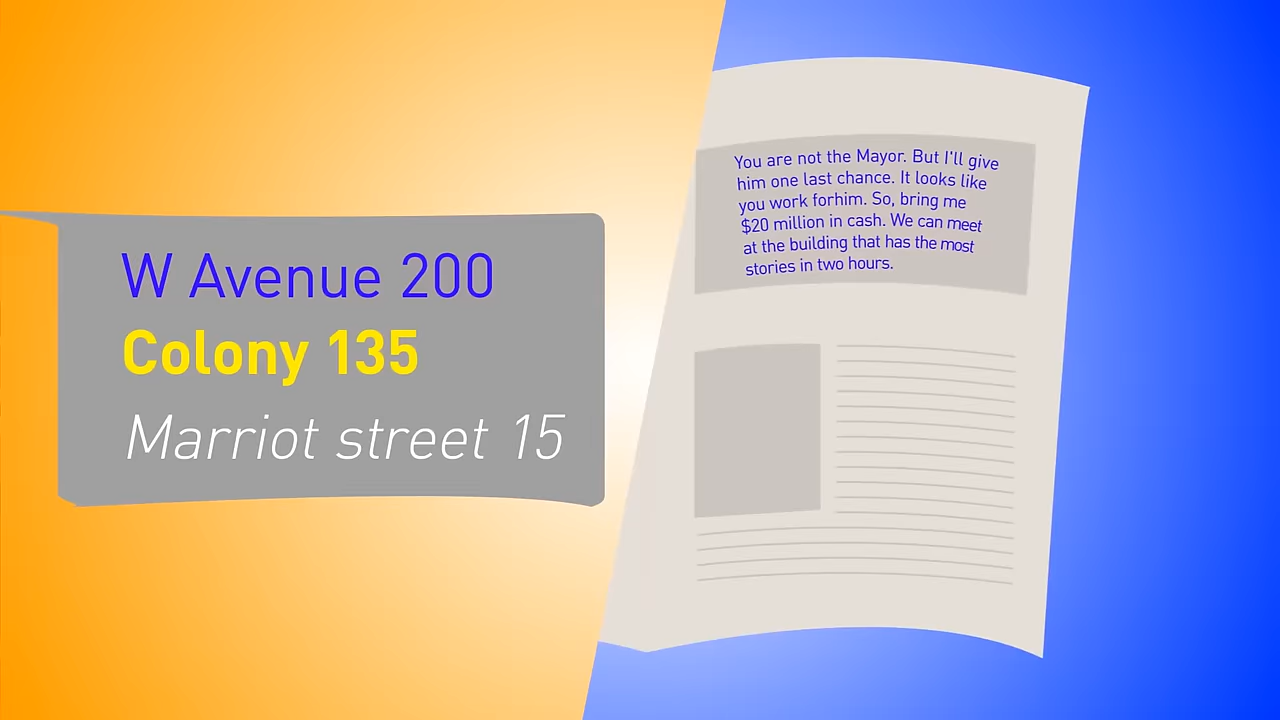 W Avenue 200
Colony 135
Marriot street 15
You are not the Mayor. But I'll give
him one last chance. It looks like
you work forhim. So, bring me
$20 million in cash. We can meet
at the building that has the most
stories in two hours.